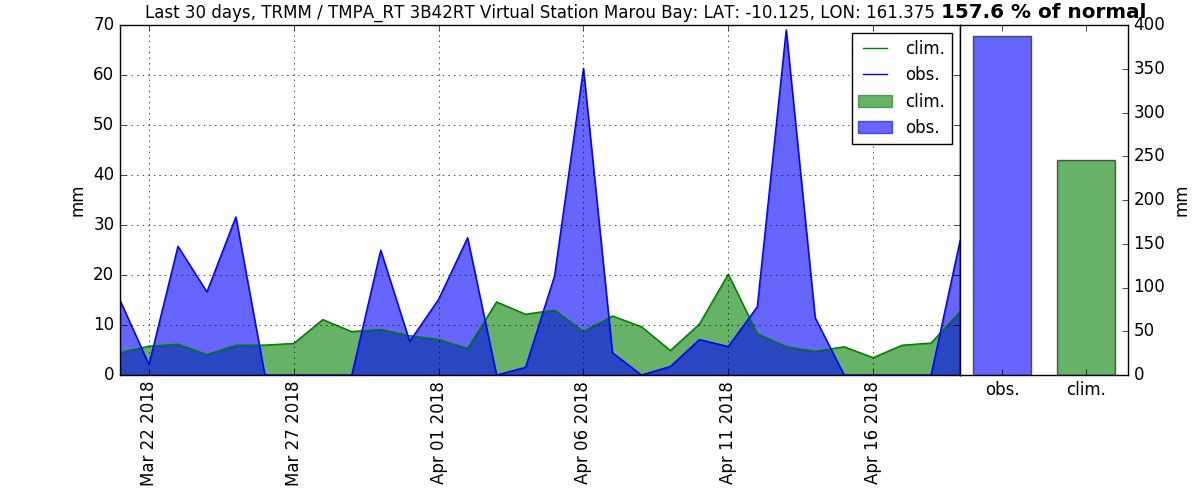 Last 30 days, TRMM / TMPA_RT 3B42RT Virtual Station Marou Bay: LAT: -10.125, LON: 161.375 157.6 % of normal
70
60
50
40
30
20
10
0
mm
clim.
obs.
clim.
obs.
400
350
300
250
200
150
100
50
0
mm
obs.
clim.
Mar 22 2018
Mar 27 2018
Apr 01 2018
Apr 06 2018
Apr 11 2018
Apr 16 2018